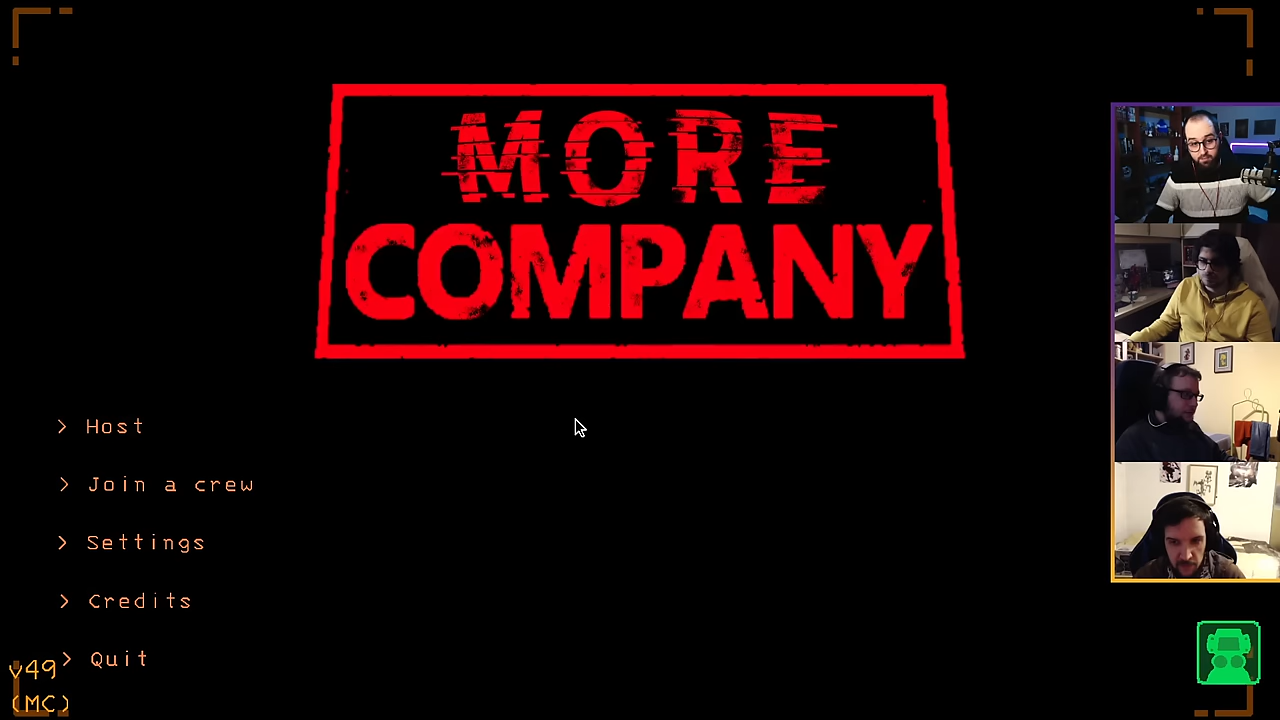 MORE
COMPANY
> Host
> Join a crew
> Settings
> Credits
> Quit
v49
(MC)